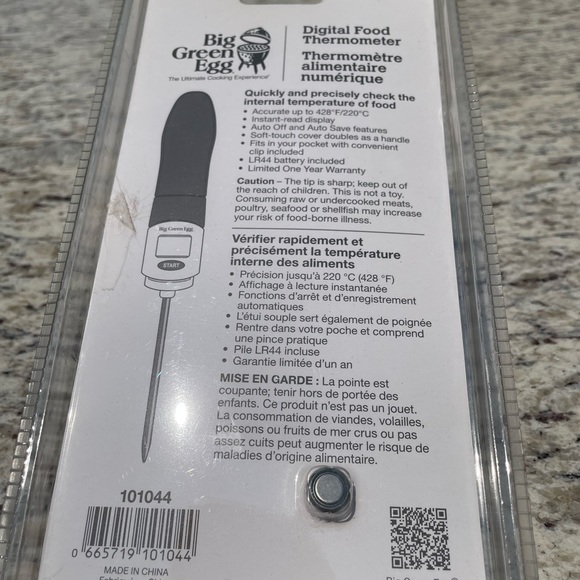 Big
Green
Egg
The Ultimate Cooking Experience®
Digital Food
Thermometer
Thermomètre
alimentaire
numérique
Quickly and precisely check the
internal temperature of food
• Accurate up to 428°F/220°C
• Instant-read display
• Auto Off and Auto Save features
• Soft-touch cover doubles as a handle
• Fits in your pocket with convenient
clip included
• LR44 battery included
• Limited One Year Warranty
Caution – The tip is sharp; keep out of
the reach of children. This is not a toy.
Consuming raw or undercooked meats,
poultry, seafood or shellfish may increase
your risk of food-borne illness.
Big Green Egg
START
Vérifier rapidement et
précisément la température
interne des aliments
• Précision jusqu'à 220 °C (428 °F)
• Affichage à lecture instantanée
• Fonctions d'arrêt et d'enregistrement
automatiques
• L'étui souple sert également de poignée
• Rentre dans votre poche et comprend
une pince pratique
• Pile LR44 incluse
• Garantie limitée d'un an
MISE EN GARDE : La pointe est
coupante; tenir hors de portée des
enfants. Ce produit n'est pas un jouet.
La consommation de viandes, volailles,
poissons ou fruits de mer crus ou pas
assez cuits peut augmenter le risque de
maladies d'origine alimentaire.
101044
0 665719 101044
MADE IN CHINA